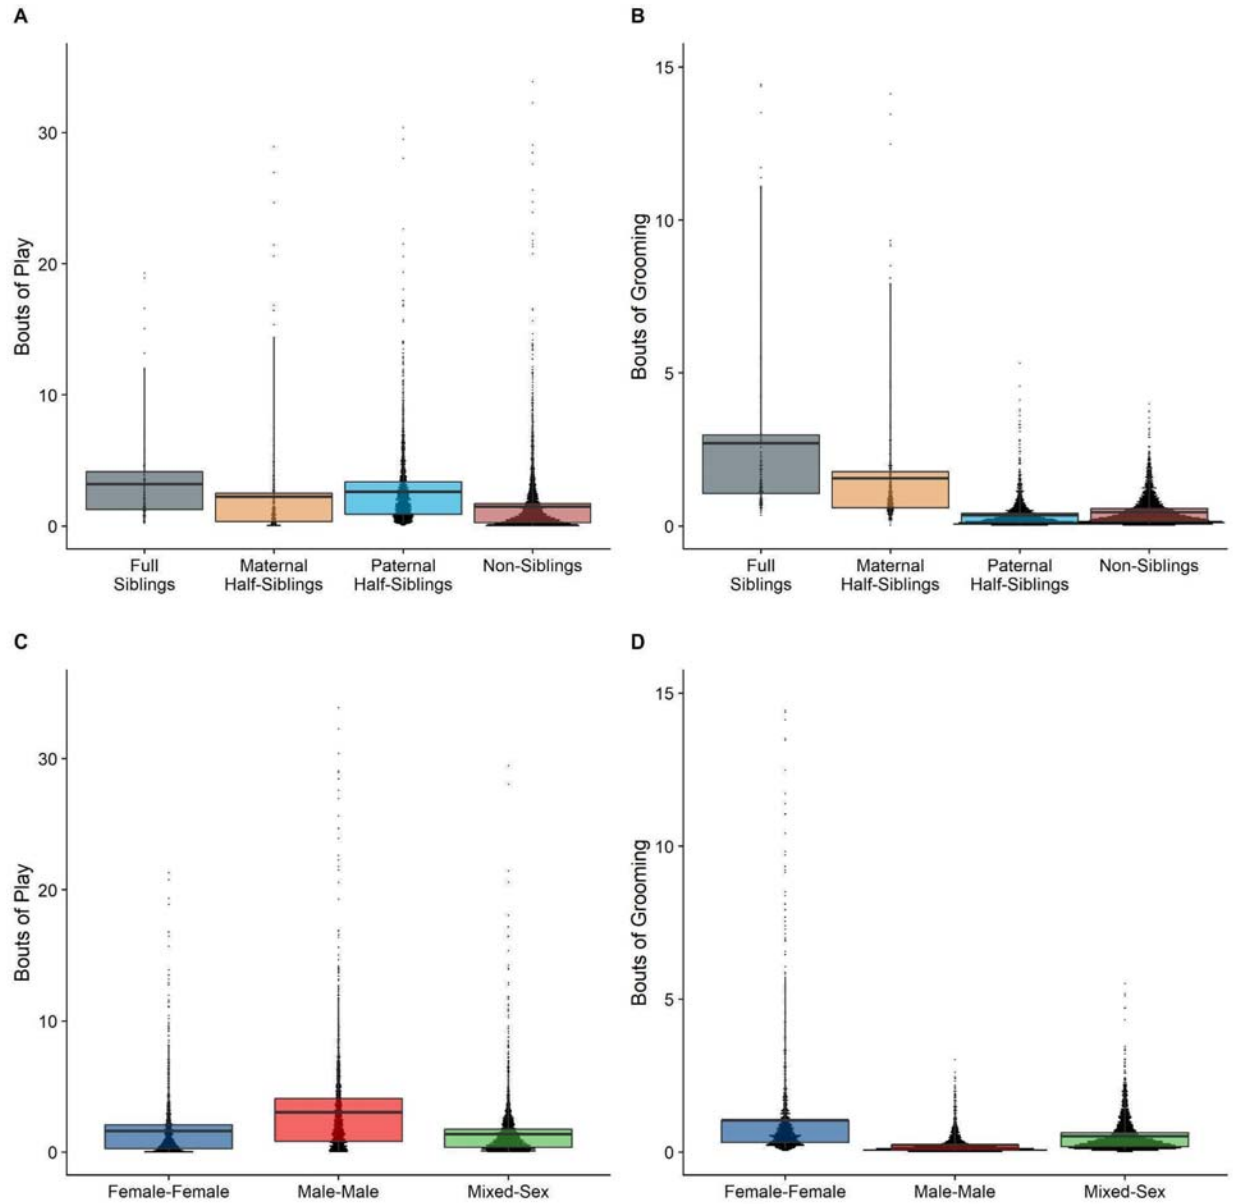 A
Bouts of Play
30
20
10
0
Full
Siblings
Maternal
Half-Siblings
Paternal
Half-Siblings
Non-Siblings
B
Bouts of Grooming
15
10
5
0
Full
Siblings
Maternal
Half-Siblings
Paternal
Half-Siblings
Non-Siblings
C
Bouts of Play
30
20
10
0
Female-Female
Male-Male
Mixed-Sex
D
Bouts of Grooming
15
10
5
0
Female-Female
Male-Male
Mixed-Sex